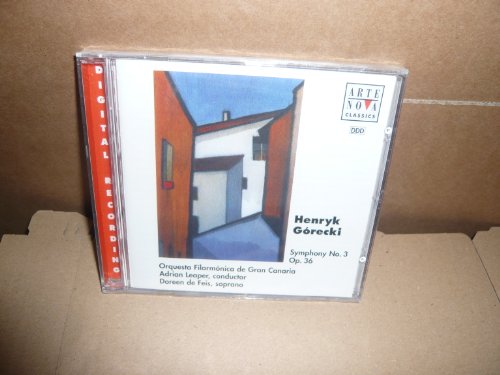 DIGITAL RECORDING
ARTE
NOVA
CLASSICS
DDD
Henryk
Górecki
Symphony No. 3
Op. 36
Orquesta Filarmónica de Gran Canaria
Adrian Leaper, conductor
Doreen de Feis, soprano